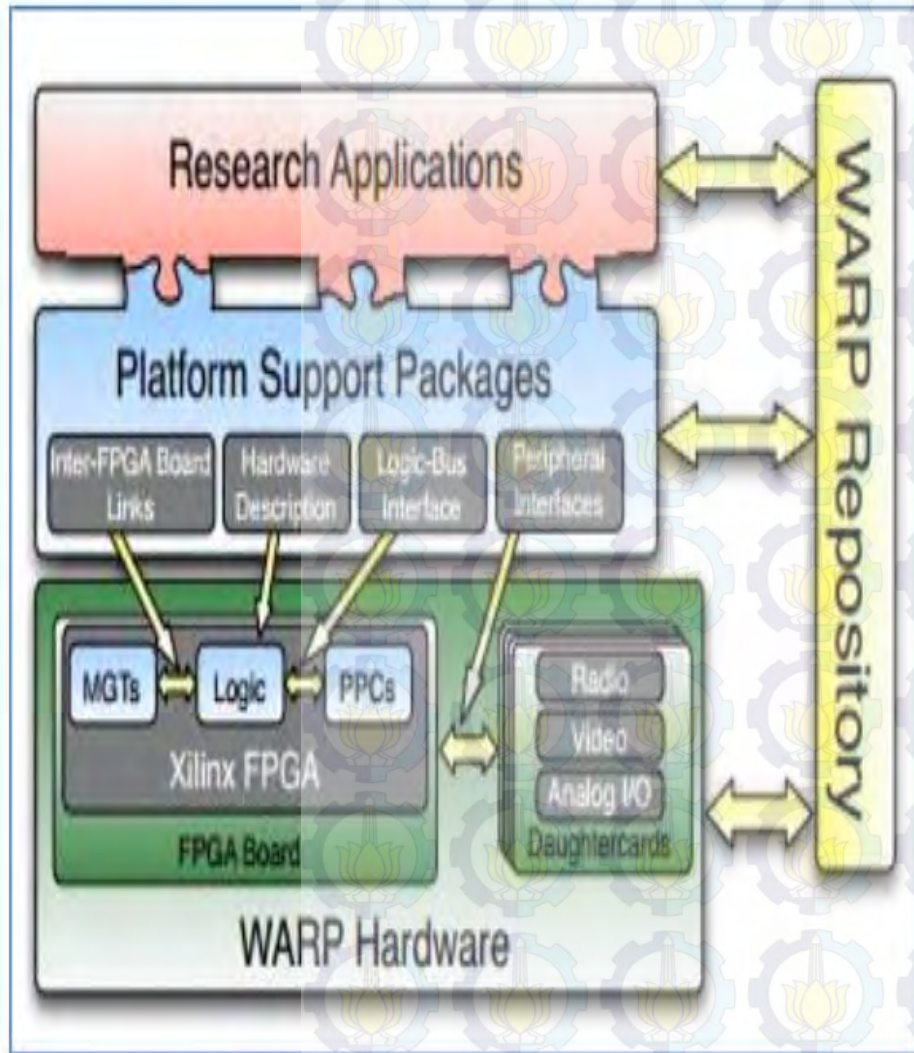 Research Applications
Platform Support Packages
Inter-FPGA Board
Links
Hardware
Description
Logic-Bus
Interface
Peripheral
Interfaces
MGTs
Logic
PPCs
Xilinx FPGA
FPGA Board
Radio
Video
Analog I/O
Daughtercards
WARP Hardware
WARP Repository